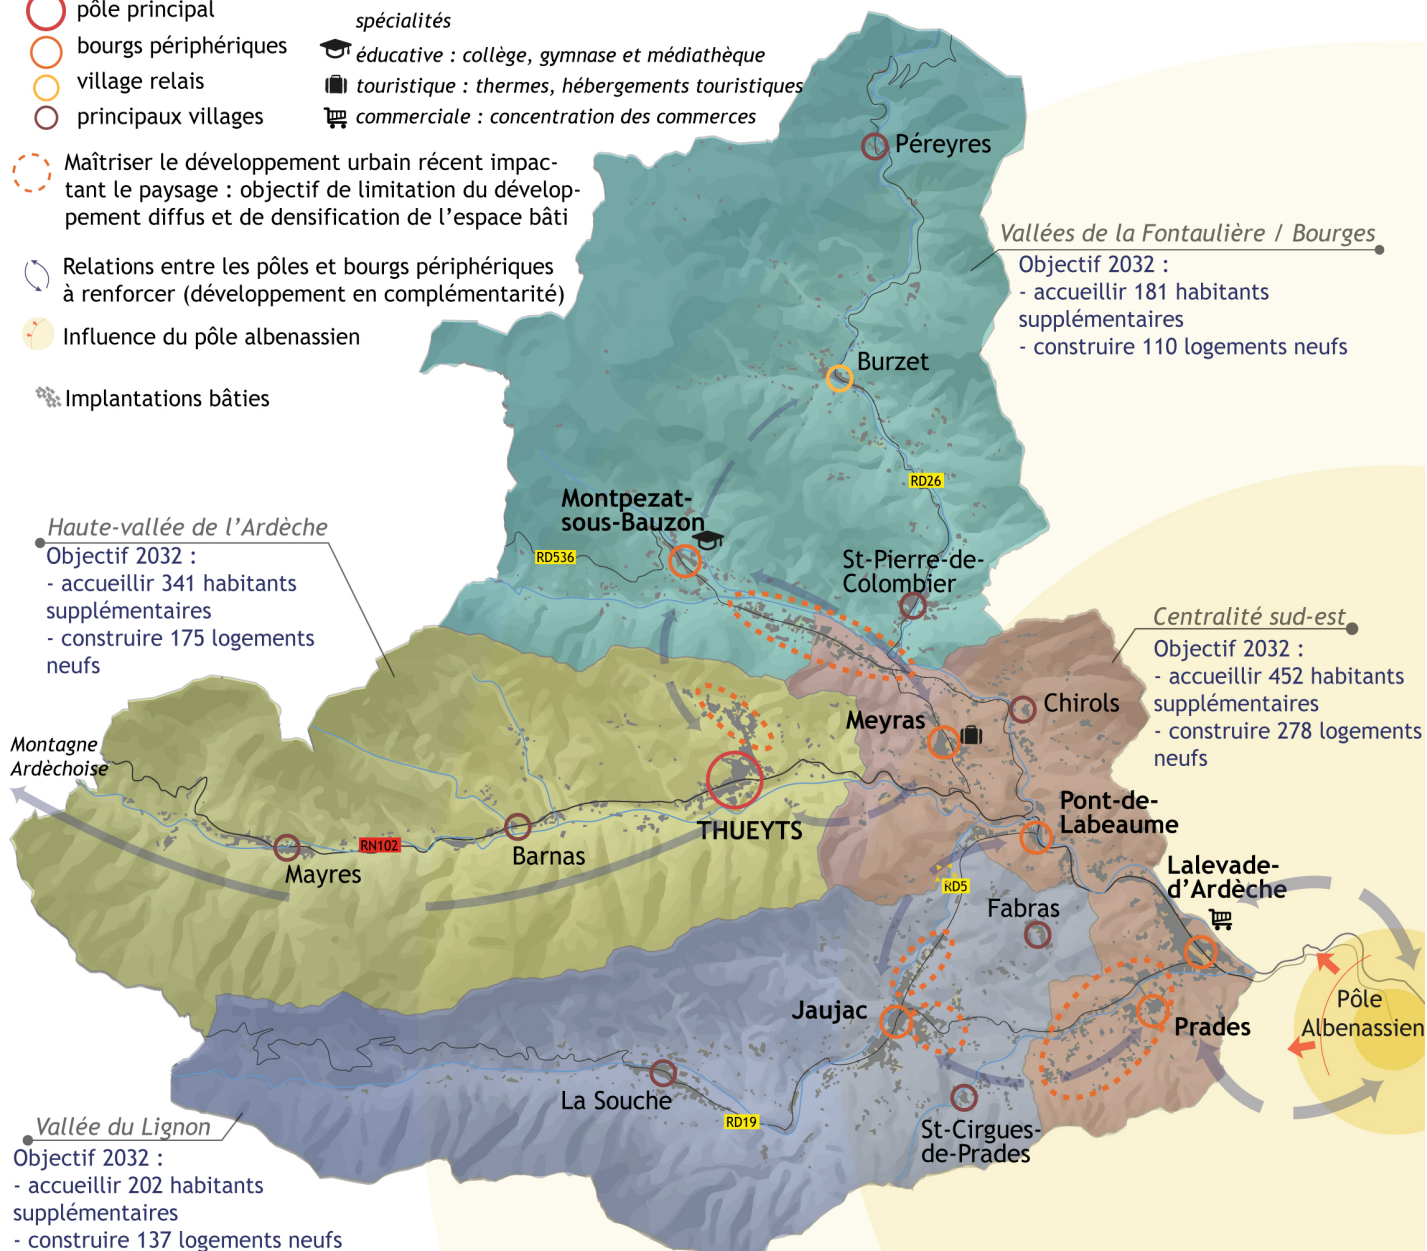 pôle principal
bourgs périphériques
village relais
principaux villages
spécialités
éducative : collège, gymnase et médiathèque
touristique : thermes, hébergements touristiques
commerciale : concentration des commerces
Maîtriser le développement urbain récent impac-
tant le paysage : objectif de limitation du dévelop-
pement diffus et de densification de l'espace bâti
Relations entre les pôles et bourgs périphériques
à renforcer (développement en complémentarité)
Influence du pôle albenassien
Implantations bâties
Péreyres
Vallées de la Fontaulière / Bourges
Objectif 2032 :
- accueillir 181 habitants
supplémentaires
- construire 110 logements neufs
Burzet
RD26
Montpezat-
sous-Bauzon
RD536
St-Pierre-de-
Colombier
Haute-vallée de l'Ardèche
Objectif 2032 :
- accueillir 341 habitants
supplémentaires
- construire 175 logements
neufs
Centralité sud-est
Objectif 2032 :
- accueillir 452 habitants
supplémentaires
- construire 278 logements
neufs
Chirols
Meyras
Montagne
Ardèchoise
Pont-de-
Labeaume
THUEYTS
RN102
Barnas
Mayres
Lalevade-
d'Ardèche
RD5
Fabras
Jaujac
Prades
Pôle
Albenassien
La Souche
RD19
St-Cirgues-
de-Prades
Vallée du Lignon
Objectif 2032 :
- accueillir 202 habitants
supplémentaires
- construire 137 logements neufs